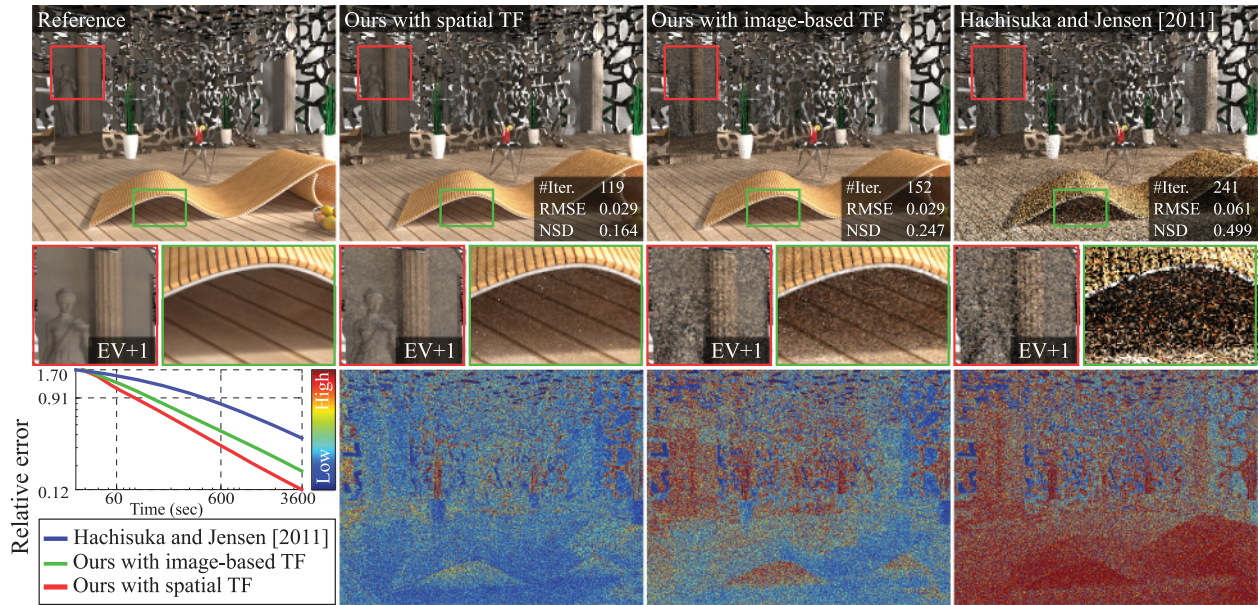 Reference
Ours with spatial TF
Ours with image-based TF
Hachisuka and Jensen [2011]
#Iter. 119
RMSE 0.029
NSD 0.164
#Iter. 152
RMSE 0.029
NSD 0.247
#Iter. 241
RMSE 0.061
NSD 0.499
EV+1
EV+1
EV+1
EV+1
Relative error
1.70
0.91
0.12
60
600
3600
Time (sec)
High
Low
Hachisuka and Jensen [2011]
Ours with image-based TF
Ours with spatial TF